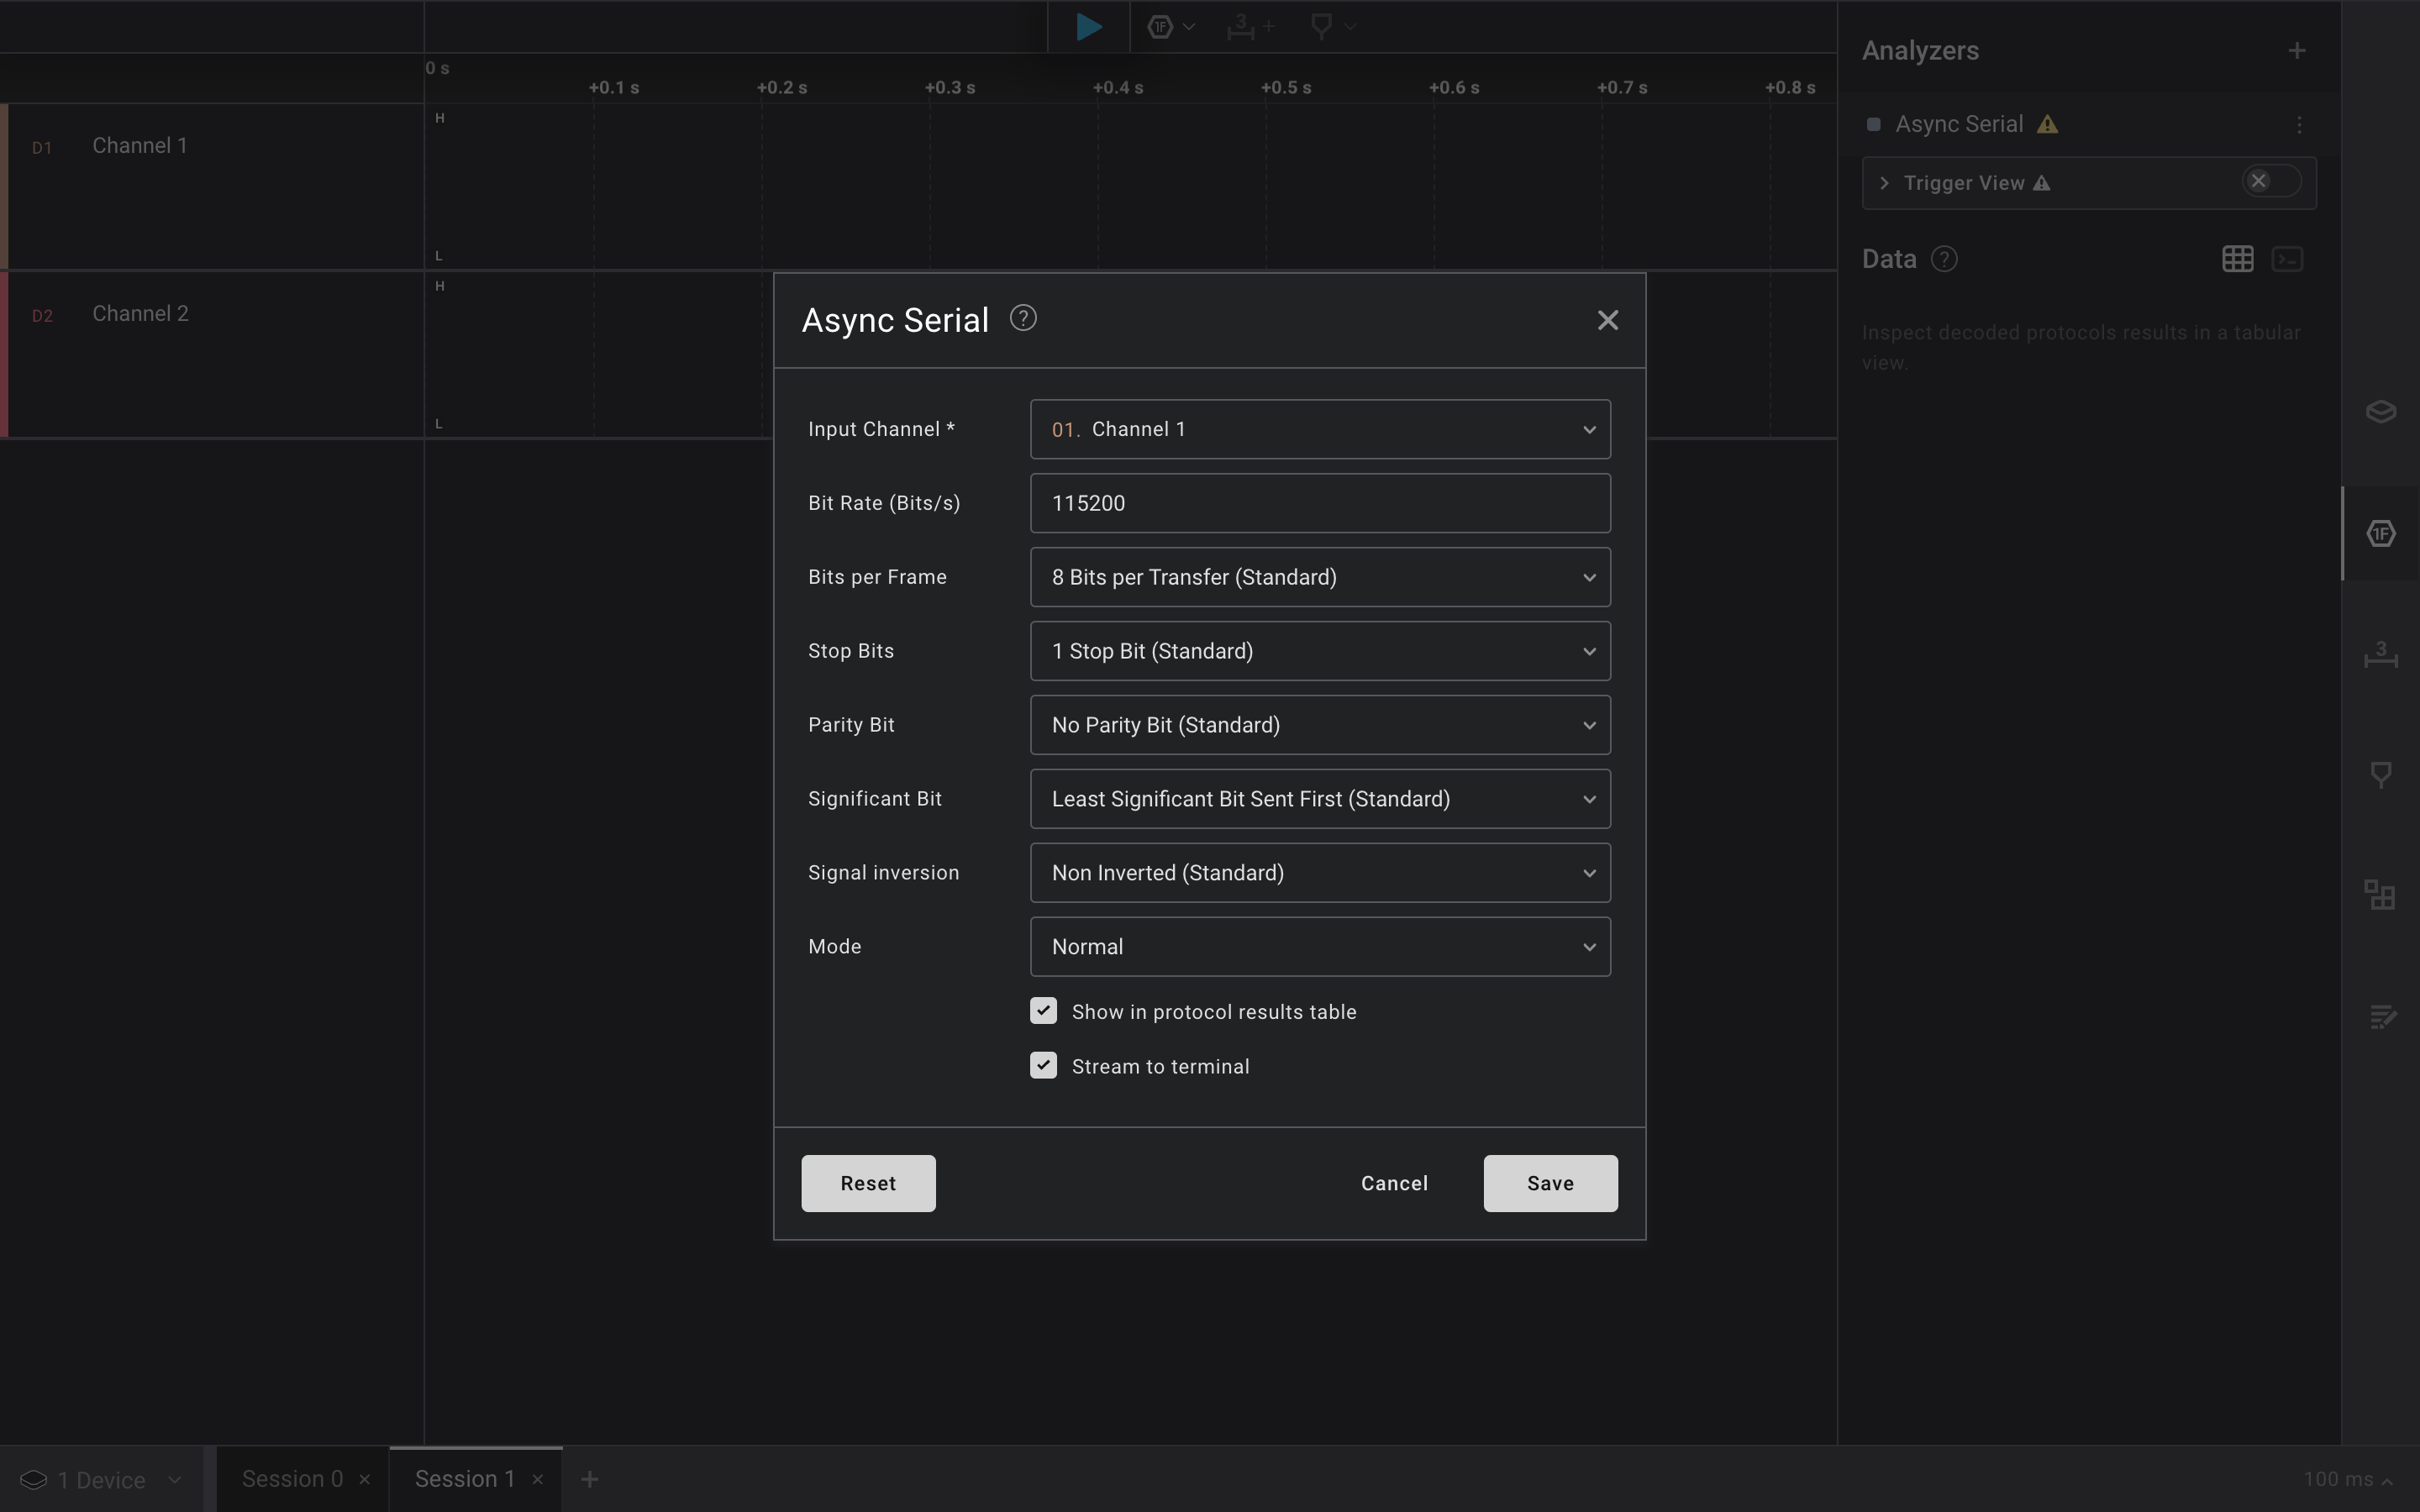 1F
3 +
Analyzers
0 s
+0.1 s +0.2 s +0.3 s +0.4 s +0.5 s +0.6 s +0.7 s +0.8 s
Async Serial
Trigger View
Data ?
Inspect decoded protocols results in a tabular
view.
D1 Channel 1
H
L
D2 Channel 2
H
L
Async Serial ?
Input Channel * 01. Channel 1
Bit Rate (Bits/s) 115200
Bits per Frame 8 Bits per Transfer (Standard)
Stop Bits 1 Stop Bit (Standard)
Parity Bit No Parity Bit (Standard)
Significant Bit Least Significant Bit Sent First (Standard)
Signal inversion Non Inverted (Standard)
Mode Normal
Show in protocol results table
Stream to terminal
Reset Cancel Save
1F
3
1 Device Session 0 Session 1 100 ms